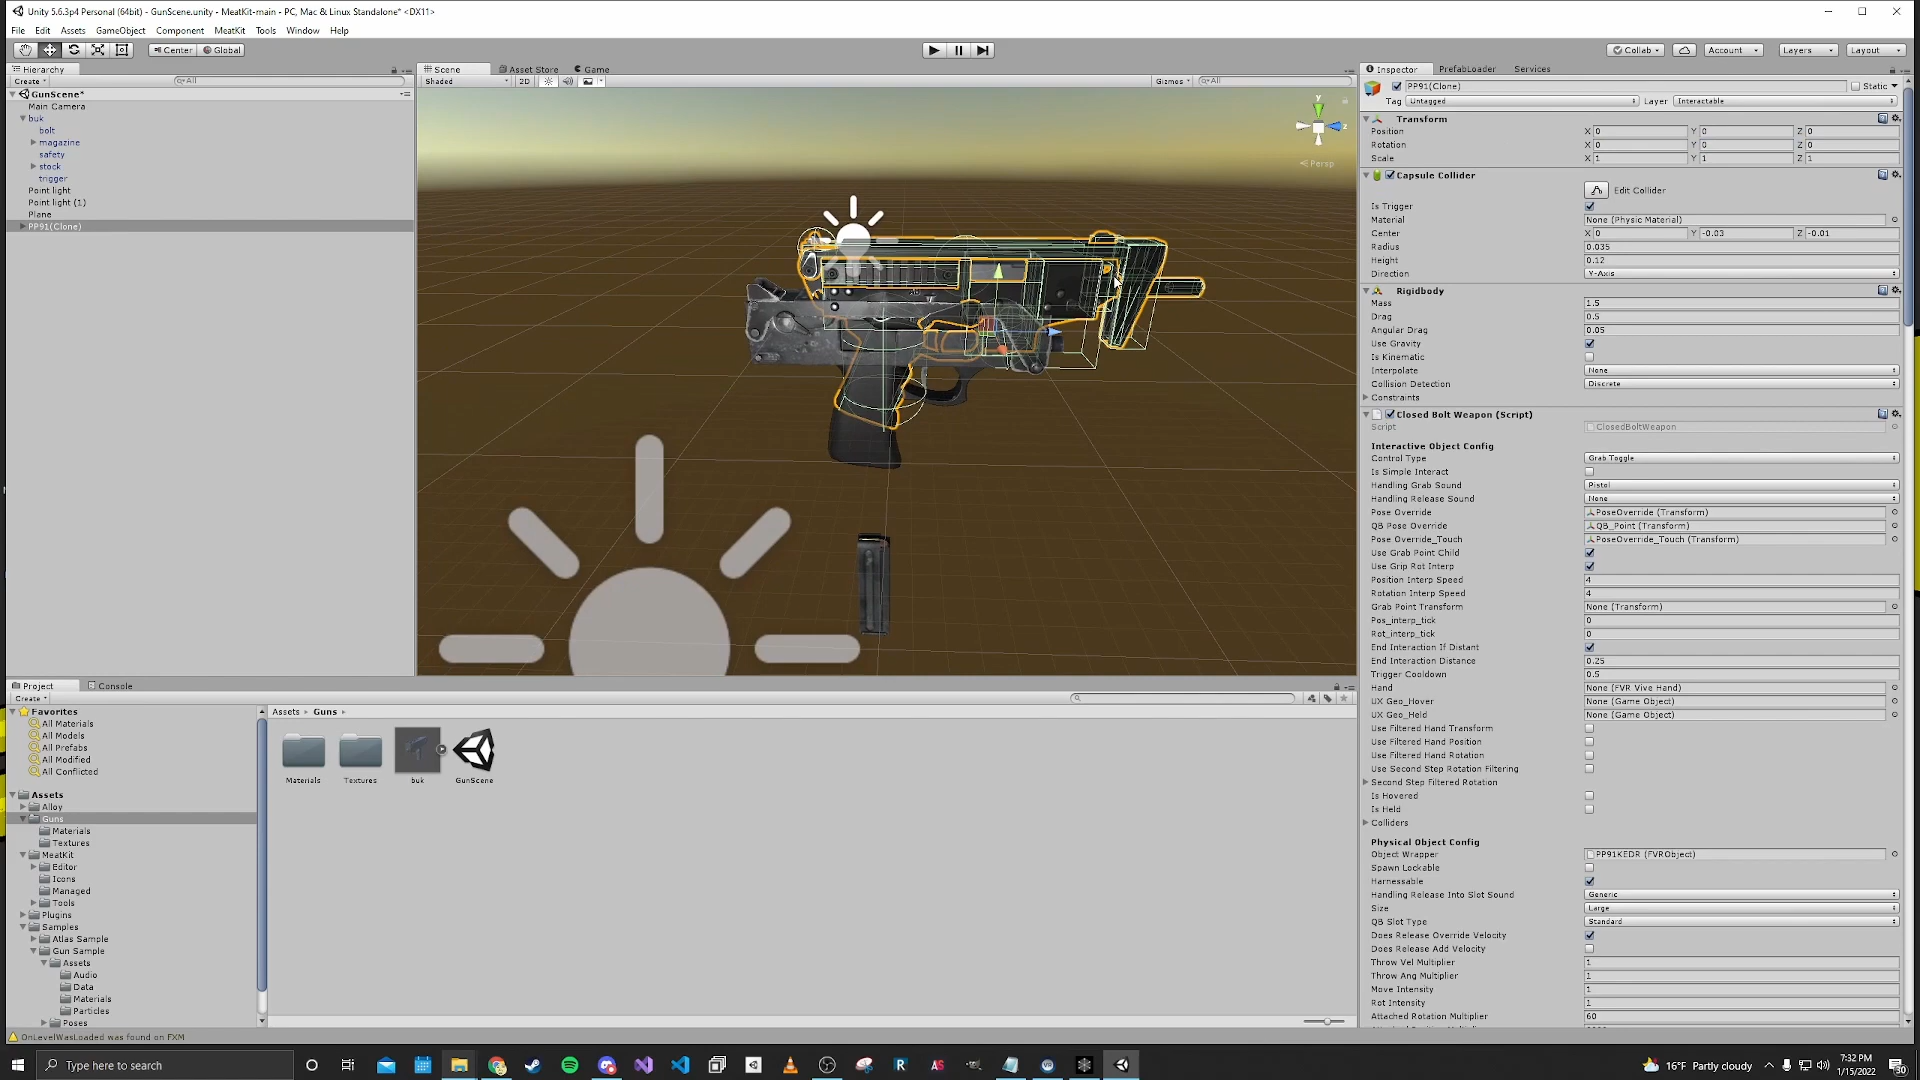 Unity 5.6.3p4 Personal (64bit) - GunScene.unity - MeatKit-main - PC, Mac & Linux Standalone* <DX11>
File Edit Assets GameObject Component MeatKit Tools Window Help
Center Global Collab Account Layers Layout
Hierarchy
Create All
GunScene*
Main Camera
buk
bolt
magazine
safety
stock
trigger
Point light
Point light (1)
Plane
PP91(Clone)
Scene Asset Store Game
Shaded 2D Gizmos All
y
z
Persp
Inspector PrefabLoader Services
PP91(Clone) Static
Tag Untagged Layer Interactable
Transform
Position X 0 Y 0 Z 0
Rotation X 0 Y 0 Z 0
Scale X 1 Y 1 Z 1
Capsule Collider
Edit Collider
Is Trigger
Material None (Physic Material)
Center X 0 Y -0.03 Z -0.01
Radius 0.035
Height 0.12
Direction Y-Axis
Rigidbody
Mass 1.5
Drag 0.5
Angular Drag 0.05
Use Gravity
Is Kinematic
Interpolate None
Collision Detection Discrete
Constraints
Closed Bolt Weapon (Script)
Script ClosedBoltWeapon
Interactive Object Config
Control Type Grab Toggle
Is Simple Interact
Handling Grab Sound Pistol
Handling Release Sound None
Pose Override PoseOverride (Transform)
QB Pose Override QB_Point (Transform)
Pose Override_Touch PoseOverride_Touch (Transform)
Use Grab Point Child
Use Grip Rot Interp
Position Interp Speed 4
Rotation Interp Speed 4
Grab Point Transform None (Transform)
Pos_interp_tick 0
Rot_interp_tick 0
End Interaction If Distant
End Interaction Distance 0.25
Trigger Cooldown 0.5
Hand None (FVR Vive Hand)
UX Geo_Hover None (Game Object)
UX Geo_Held None (Game Object)
Use Filtered Hand Transform
Use Filtered Hand Position
Use Filtered Hand Rotation
Use Second Step Rotation Filtering
Second Step Filtered Rotation
Is Hovered
Is Held
Colliders
Physical Object Config
Object Wrapper PP91KEDR (FVRObject)
Spawn Lockable
Harnessable
Handling Release Into Slot Sound Generic
Size Large
QB Slot Type Standard
Does Release Override Velocity
Does Release Add Velocity
Throw Vel Multiplier 1
Throw Ang Multiplier 1
Move Intensity 1
Rot Intensity 1
Attached Rotation Multiplier 60
Project Console
Create
Favorites
All Materials
All Models
All Prefabs
All Modified
All Conflicted
Assets
Alloy
Guns
Materials
Textures
MeatKit
Editor
Icons
Managed
Tools
Plugins
Samples
Atlas Sample
Gun Sample
Assets
Audio
Data
Materials
Particles
Poses
Assets Guns
Materials Textures buk GunScene
OnLevelWasLoaded was found on FXM
Type here to search
16°F Partly cloudy
7:32 PM
1/15/2022
30